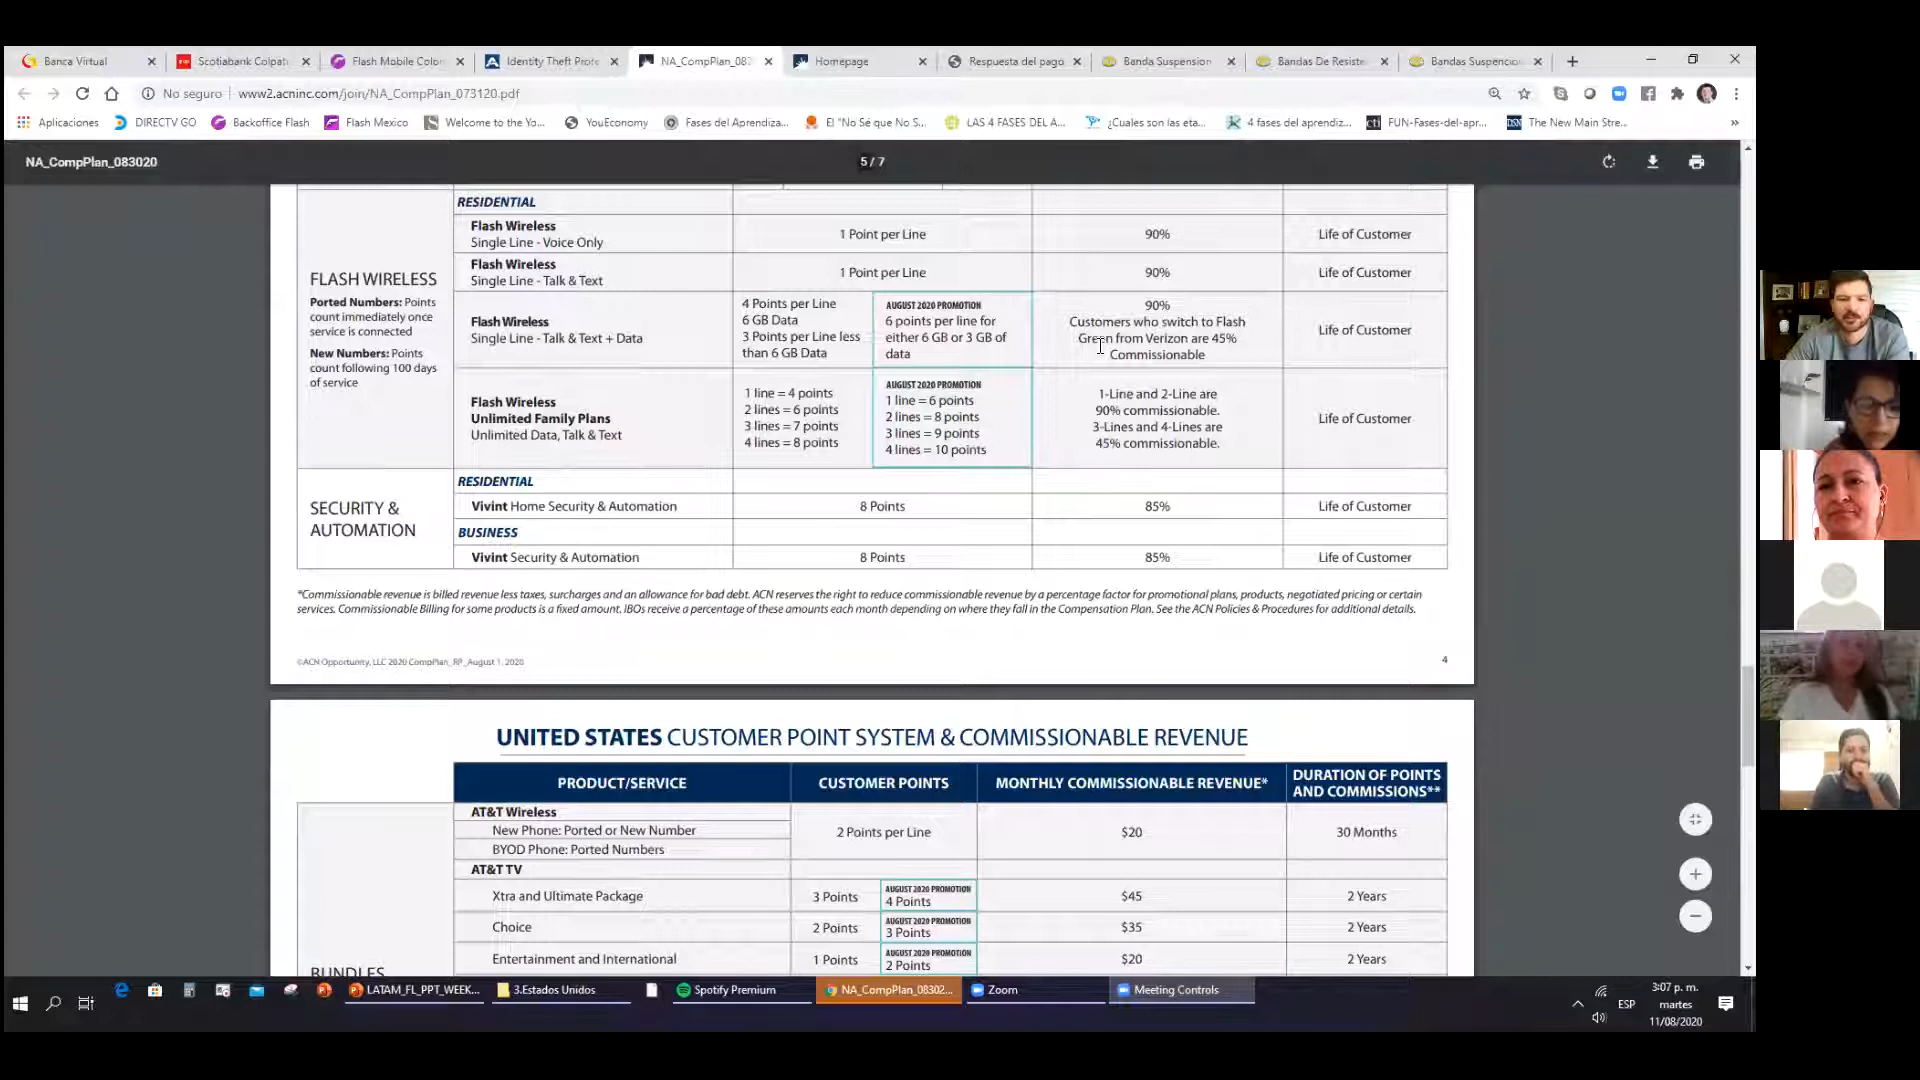 Banca Virtual
Scotiabank Colpat
Flash Mobile Color
Identity Theft Prote
NA_CompPlan_083
Homepage
Respuesta del pago
Banda Suspension
Bandas De Resiste
Bandas Suspencion
No seguro www2.acninc.com/join/NA_CompPlan_073120.pdf
Aplicaciones DIRECTV GO Backoffice Flash Flash Mexico Welcome to the Yo... YouEconomy Fases del Aprendiza... El "No Sé que No S... LAS 4 FASES DEL A... ¿Cuales son las eta... 4 fases del aprendiz... FUN-Fases-del-apr... The New Main Stre... »
NA_CompPlan_083020
5 / 7
RESIDENTIAL
FLASH WIRELESS
Ported Numbers: Points
count immediately once
service is connected
New Numbers: Points
count following 100 days
of service
Flash Wireless
Single Line - Voice Only
1 Point per Line
90%
Life of Customer
Flash Wireless
Single Line - Talk & Text
1 Point per Line
90%
Life of Customer
Flash Wireless
Single Line - Talk & Text + Data
4 Points per Line
6 GB Data
3 Points per Line less
than 6 GB Data
AUGUST 2020 PROMOTION
6 points per line for
either 6 GB or 3 GB of
data
90%
Customers who switch to Flash
Green from Verizon are 45%
Commissionable
Life of Customer
Flash Wireless
Unlimited Family Plans
Unlimited Data, Talk & Text
1 line = 4 points
2 lines = 6 points
3 lines = 7 points
4 lines = 8 points
AUGUST 2020 PROMOTION
1 line = 6 points
2 lines = 8 points
3 lines = 9 points
4 lines = 10 points
1-Line and 2-Line are
90% commissionable.
3-Lines and 4-Lines are
45% commissionable.
Life of Customer
SECURITY &
AUTOMATION
RESIDENTIAL
Vivint Home Security & Automation
8 Points
85%
Life of Customer
BUSINESS
Vivint Security & Automation
8 Points
85%
Life of Customer
*Commissionable revenue is billed revenue less taxes, surcharges and an allowance for bad debt. ACN reserves the right to reduce commissionable revenue by a percentage factor for promotional plans, products, negotiated pricing or certain
services. Commissionable Billing for some products is a fixed amount. IBOs receive a percentage of these amounts each month depending on where they fall in the Compensation Plan. See the ACN Policies & Procedures for additional details.
©ACN Opportunity, LLC 2020 CompPlan_RP_August 1, 2020
4
UNITED STATES CUSTOMER POINT SYSTEM & COMMISSIONABLE REVENUE
PRODUCT/SERVICE
CUSTOMER POINTS
MONTHLY COMMISSIONABLE REVENUE*
DURATION OF POINTS
AND COMMISSIONS**
BUNDLES
AT&T Wireless
New Phone: Ported or New Number
BYOD Phone: Ported Numbers
2 Points per Line
$20
30 Months
AT&T TV
Xtra and Ultimate Package
3 Points
AUGUST 2020 PROMOTION
4 Points
$45
2 Years
Choice
2 Points
AUGUST 2020 PROMOTION
3 Points
$35
2 Years
Entertainment and International
1 Points
AUGUST 2020 PROMOTION
2 Points
$20
2 Years
LATAM_FL_PPT_WEEK...
3.Estados Unidos
Spotify Premium
NA_CompPlan_08302...
Zoom
Meeting Controls
ESP
3:07 p. m.
martes
11/08/2020